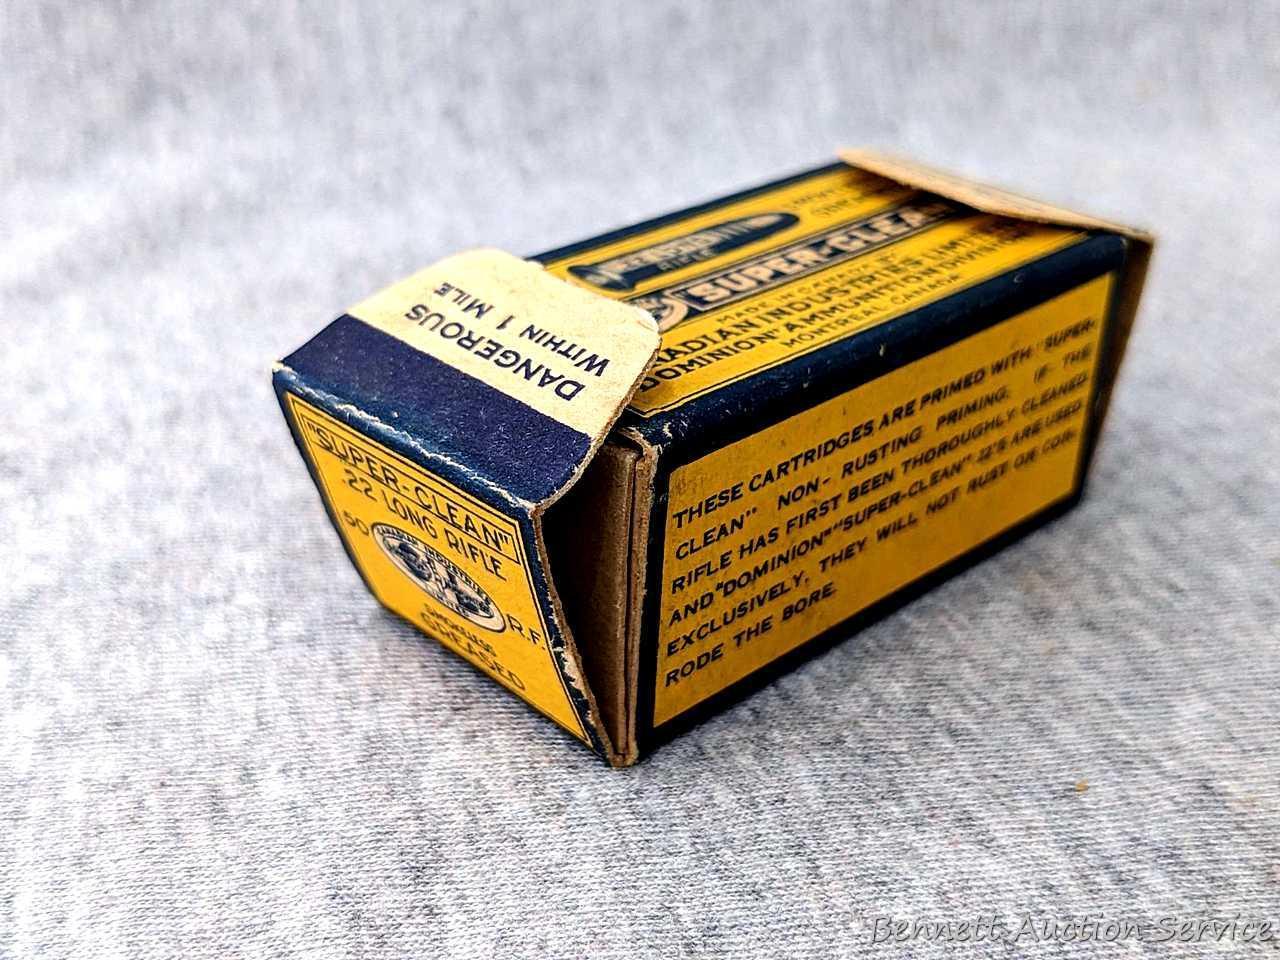 DANGEROUS
WITHIN 1 MILE
"SUPER-CLEAN"
.22 LONG RIFLE
50
R.F.
SMOKELESS
GREASED
RIFLE
SUPER-CLEAN
MADE IN CANADA BY
CANADIAN INDUSTRIES LIMITED
"DOMINION" AMMUNITION DIVISION
MONTREAL CANADA
THESE CARTRIDGES ARE PRIMED WITH "SUPER-
CLEAN" NON-RUSTING PRIMING. IF THE
RIFLE HAS FIRST BEEN THOROUGHLY CLEANED
AND "DOMINION" "SUPER-CLEAN" .22'S ARE USED
EXCLUSIVELY, THEY WILL NOT RUST OR COR-
RODE THE BORE.
Bennett Auction Service